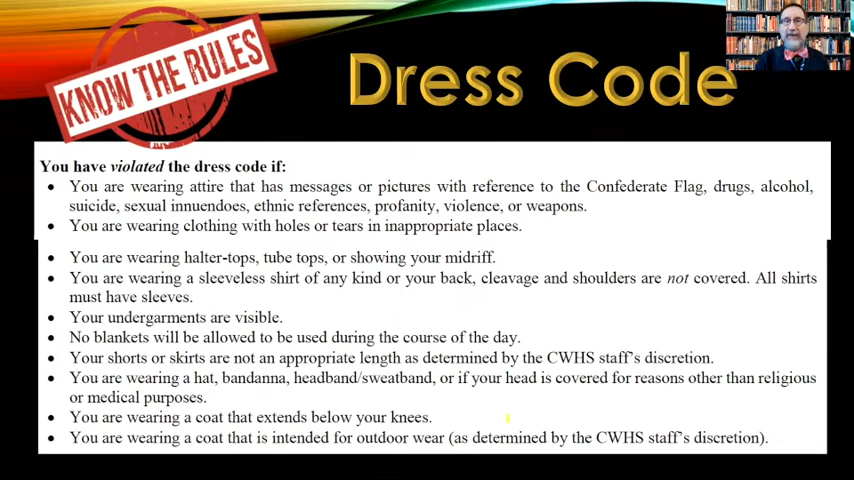 KNOW THE RULES
Dress Code
You have violated the dress code if:
• You are wearing attire that has messages or pictures with reference to the Confederate Flag, drugs, alcohol,
suicide, sexual innuendoes, ethnic references, profanity, violence, or weapons.
• You are wearing clothing with holes or tears in inappropriate places.
• You are wearing halter-tops, tube tops, or showing your midriff.
• You are wearing a sleeveless shirt of any kind or your back, cleavage and shoulders are not covered. All shirts
must have sleeves.
• Your undergarments are visible.
• No blankets will be allowed to be used during the course of the day.
• Your shorts or skirts are not an appropriate length as determined by the CWHS staff's discretion.
• You are wearing a hat, bandanna, headband/sweatband, or if your head is covered for reasons other than religious
or medical purposes.
• You are wearing a coat that extends below your knees.
• You are wearing a coat that is intended for outdoor wear (as determined by the CWHS staff's discretion).